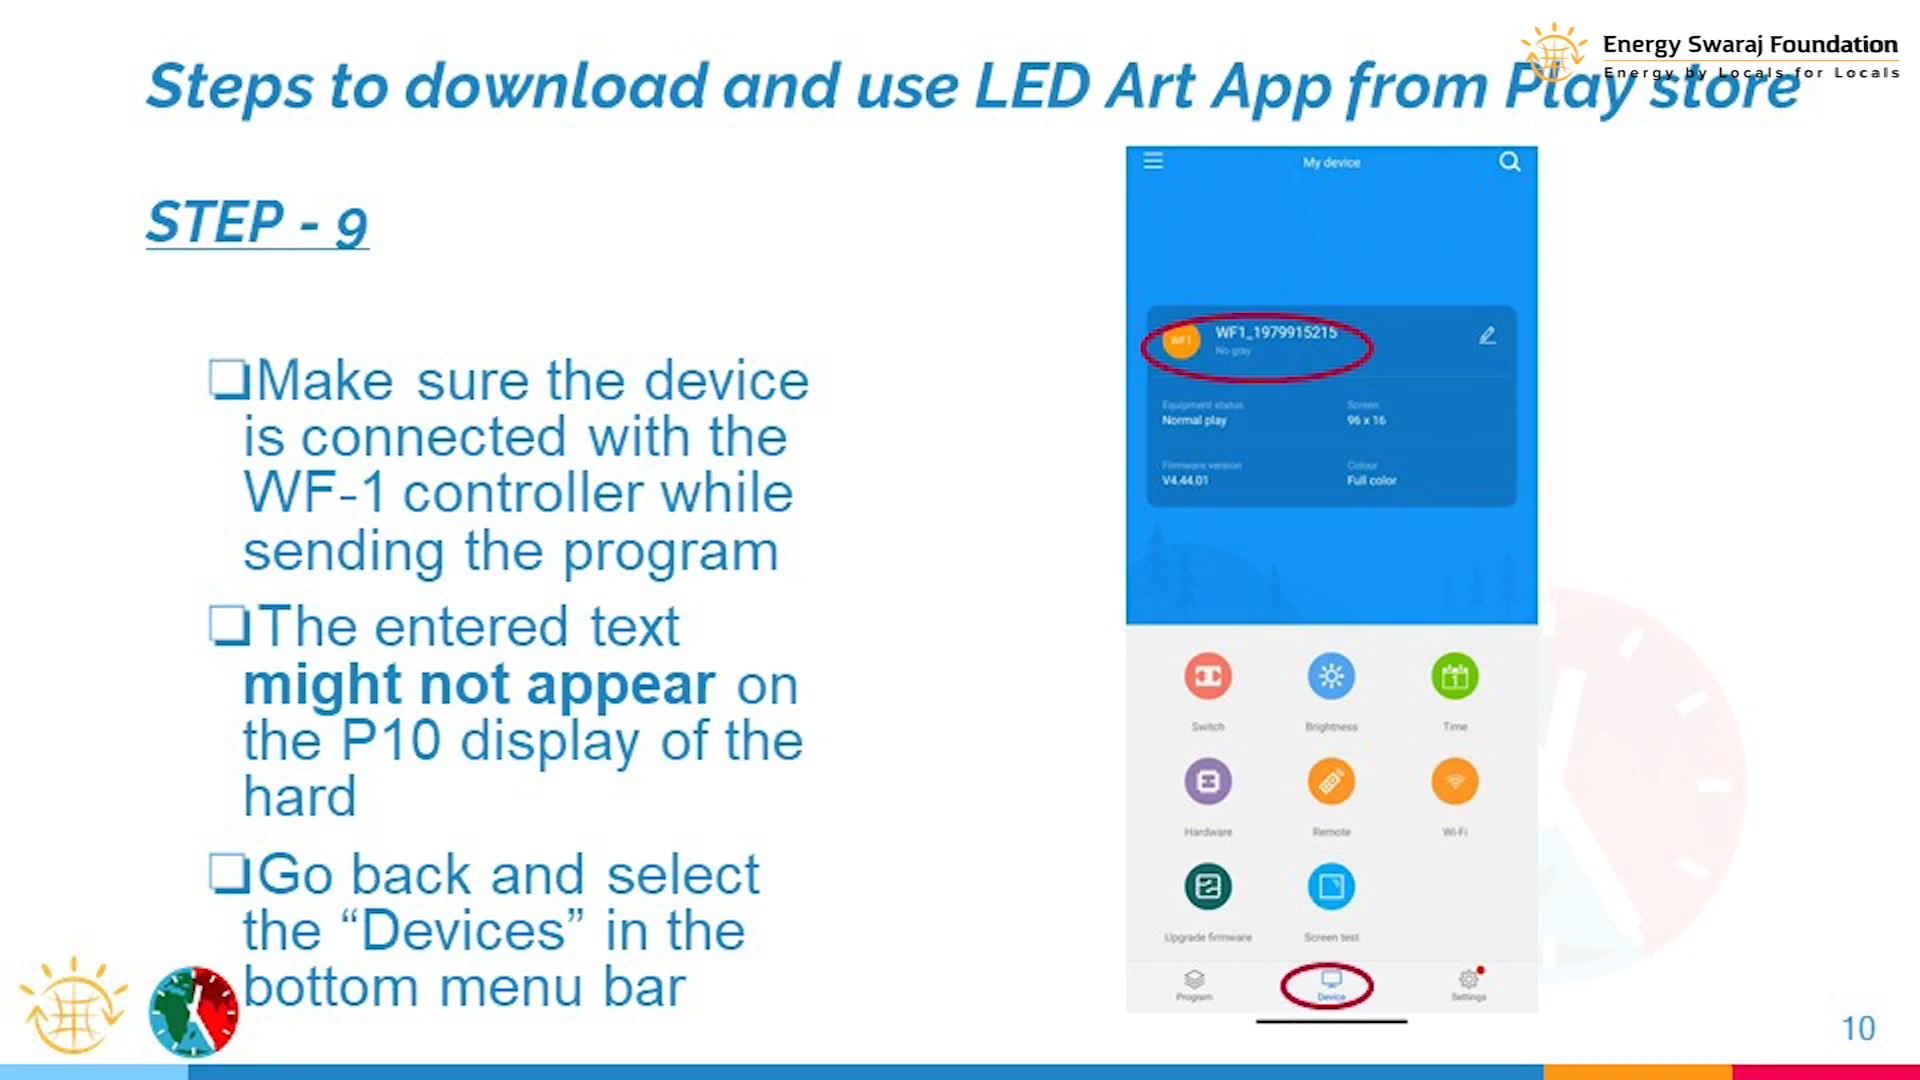 Energy Swaraj Foundation
Energy by Locals for Locals
Steps to download and use LED Art App from Play store
STEP - 9
❑Make sure the device
is connected with the
WF-1 controller while
sending the program
❑The entered text
might not appear on
the P10 display of the
hard
❑Go back and select
the “Devices” in the
bottom menu bar
My device
WF1
WF1_1979915215
No gray
Equipment status
Screen
Normal play
96 x 16
Firmware version
Colour
V4.44.01
Full color
Switch
Brightness
Time
Hardware
Remote
Wi-Fi
Upgrade firmware
Screen test
Program
Device
Settings
10